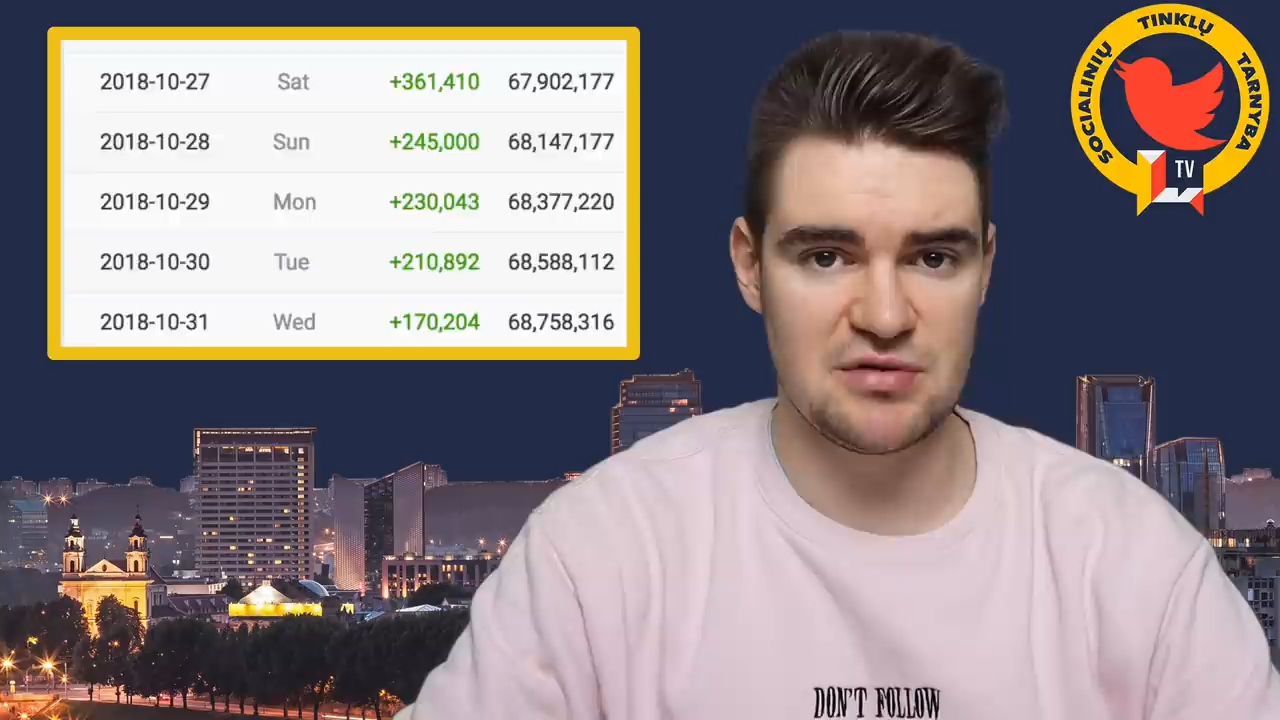 2018-10-27 Sat +361,410 67,902,177
2018-10-28 Sun +245,000 68,147,177
2018-10-29 Mon +230,043 68,377,220
2018-10-30 Tue +210,892 68,588,112
2018-10-31 Wed +170,204 68,758,316
SOCIALINIŲ TINKLŲ TARNYBA
TV
DON'T FOLLOW